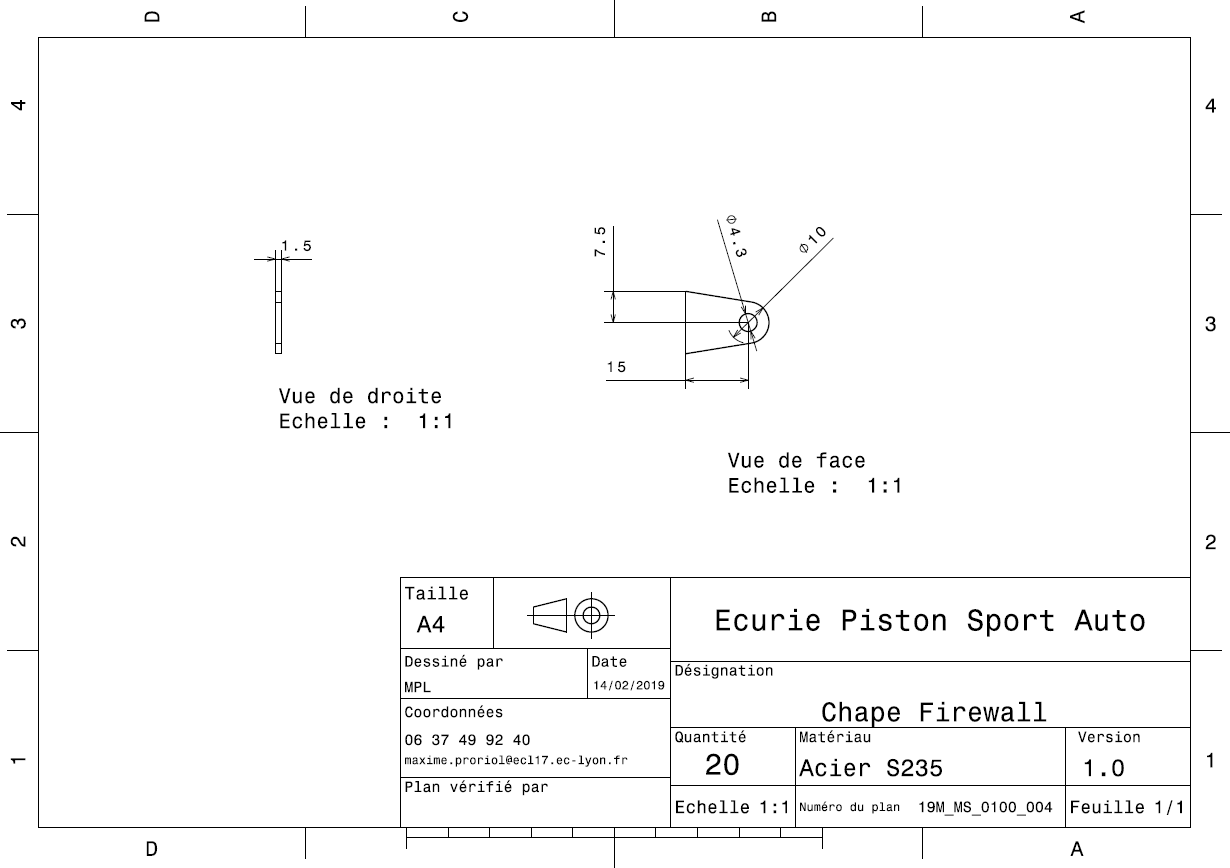 D C B A
4 4
1.5
7.5
Ø4.3
Ø10
3 3
15
Vue de droite
Echelle : 1:1
Vue de face
Echelle : 1:1
2 2
Taille
A4
Ecurie Piston Sport Auto
Dessiné par
MPL
Date
14/02/2019
Désignation
Chape Firewall
Coordonnées
06 37 49 92 40
maxime.proriol@ecl17.ec-lyon.fr
Quantité
20
Matériau
Acier S235
Version
1.0
1 1
Plan vérifié par
Echelle 1:1
Numéro du plan 19M_MS_0100_004
Feuille 1/1
D A